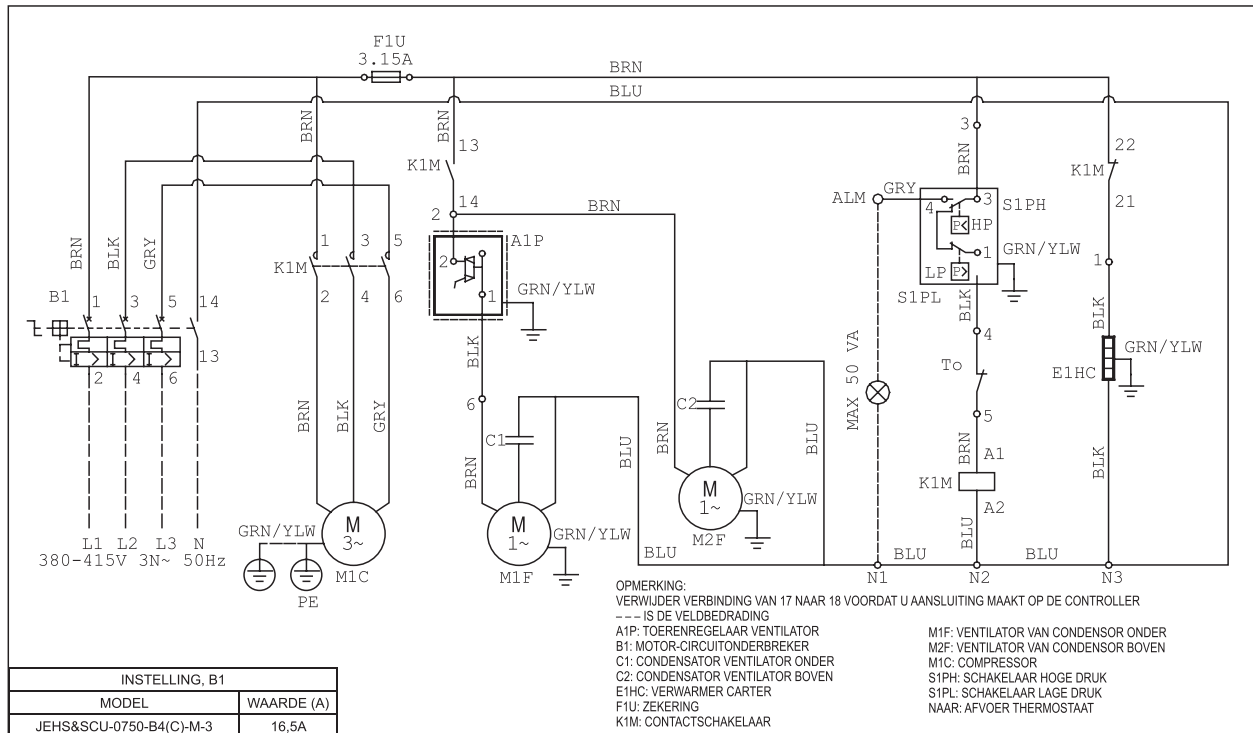 F1U
3.15A
BRN
BLU
BRN
BRN
13
K1M
14
2
BRN
A1P
2
1
GRN/YLW
BLK
6
BRN
BRN
BLK
GRY
B1
1 3 5 14
2 4 6 13
L1 L2 L3 N
380-415V 3N~ 50Hz
1 3 5
K1M
2 4 6
BRN
BLK
GRY
GRN/YLW
PE
M
3~
M1C
C1
M
1~
GRN/YLW
M1F
BLU
BRN
C2
M
1~
GRN/YLW
M2F
BLU
BLU
3
BRN
ALM
GRY
4
3
S1PH
P< HP
1
GRN/YLW
LP P>
S1PL
BLK
4
To
5
BRN
A1
K1M
A2
BLU
MAX 50 VA
22
K1M
21
1
BLK
GRN/YLW
E1HC
BLK
BLU
BLU
N1
N2
N3
OPMERKING:
VERWIJDER VERBINDING VAN 17 NAAR 18 VOORDAT U AANSLUITING MAAKT OP DE CONTROLLER
--- IS DE VELDBEDRADING
A1P: TOERENREGELAAR VENTILATOR
B1: MOTOR-CIRCUITONDERBREKER
C1: CONDENSATOR VENTILATOR ONDER
C2: CONDENSATOR VENTILATOR BOVEN
E1HC: VERWARMER CARTER
F1U: ZEKERING
K1M: CONTACTSCHAKELAAR
M1F: VENTILATOR VAN CONDENSOR ONDER
M2F: VENTILATOR VAN CONDENSOR BOVEN
M1C: COMPRESSOR
S1PH: SCHAKELAAR HOGE DRUK
S1PL: SCHAKELAAR LAGE DRUK
NAAR: AFVOER THERMOSTAAT
INSTELLING, B1
MODEL WAARDE (A)
JEHS&SCU-0750-B4(C)-M-3 16,5A